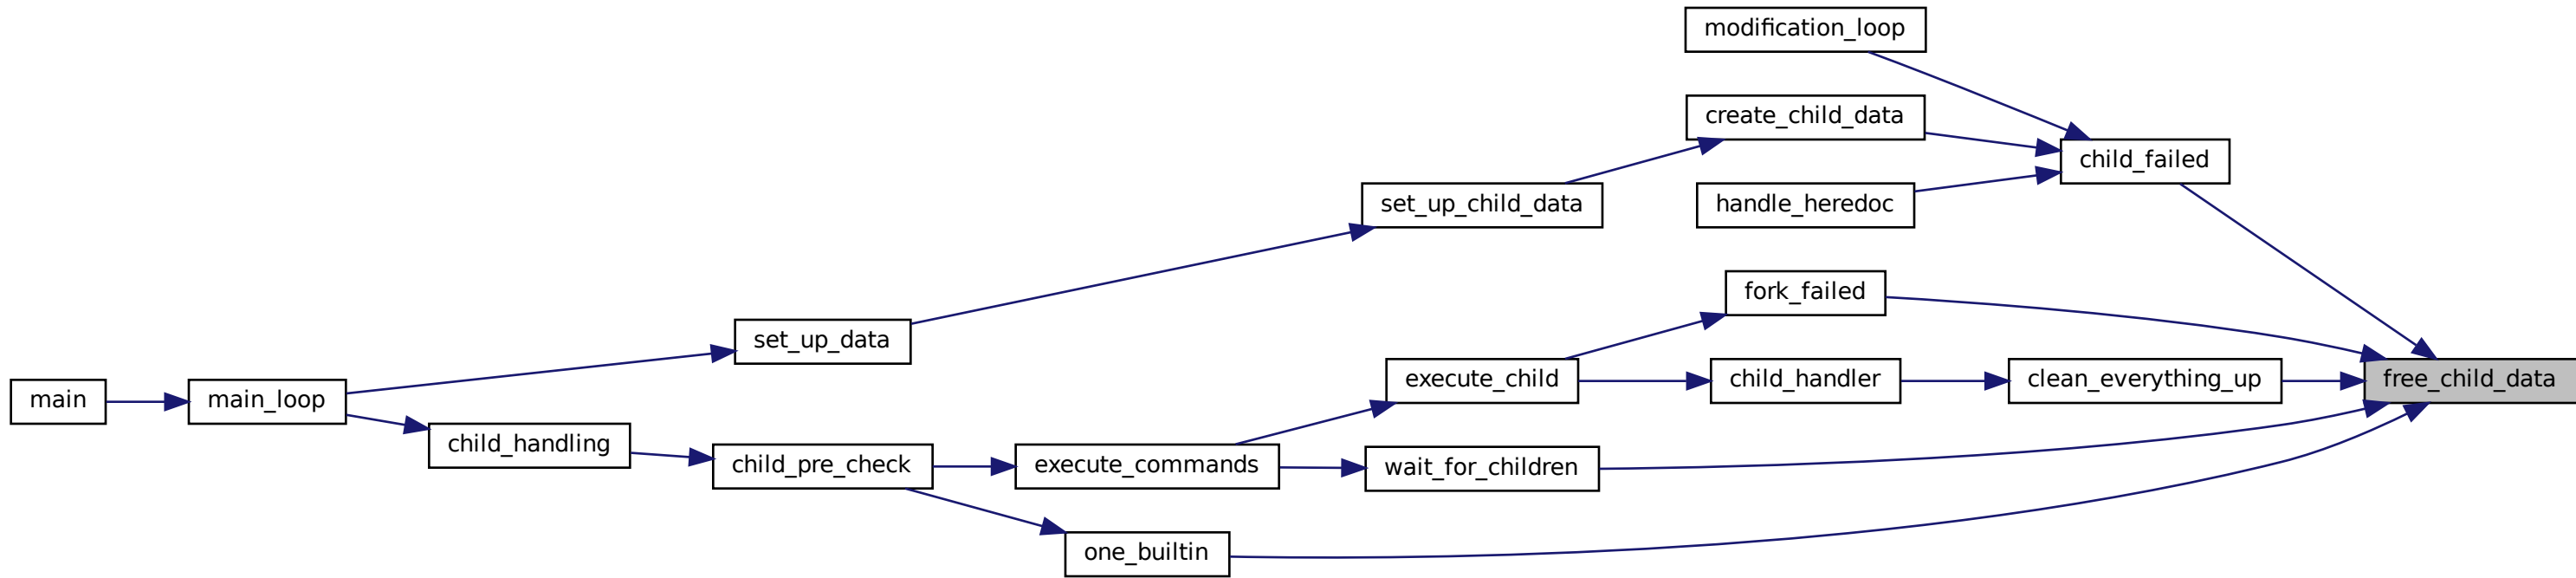 modification_loop
create_child_data
child_failed
set_up_child_data
handle_heredoc
fork_failed
set_up_data
main
main_loop
execute_child
child_handler
clean_everything_up
free_child_data
child_handling
child_pre_check
execute_commands
wait_for_children
one_builtin